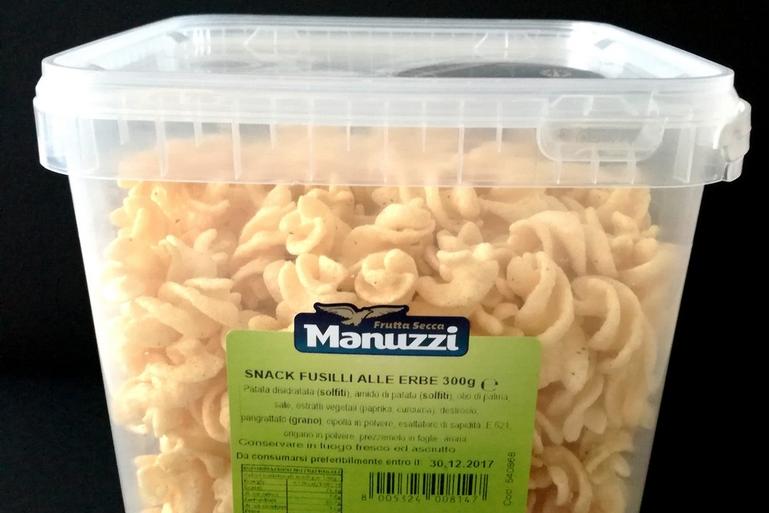 Frutta Secca
Manuzzi
SNACK FUSILLI ALLE ERBE 300g e
Patata disidratata (solfiti), amido di patata (solfiti), olio di palma,
sale, estratti vegetali (paprika, curcuma), destrosio,
pangrattato (grano), cipolla in polvere, esaltatore di sapidità: E 621,
origano in polvere, prezzemolo in foglie, aroma
Conservare in luogo fresco ed asciutto
Da consumarsi preferibilmente entro il: 30,12.2017
8 005324 008147
Cod. 540868